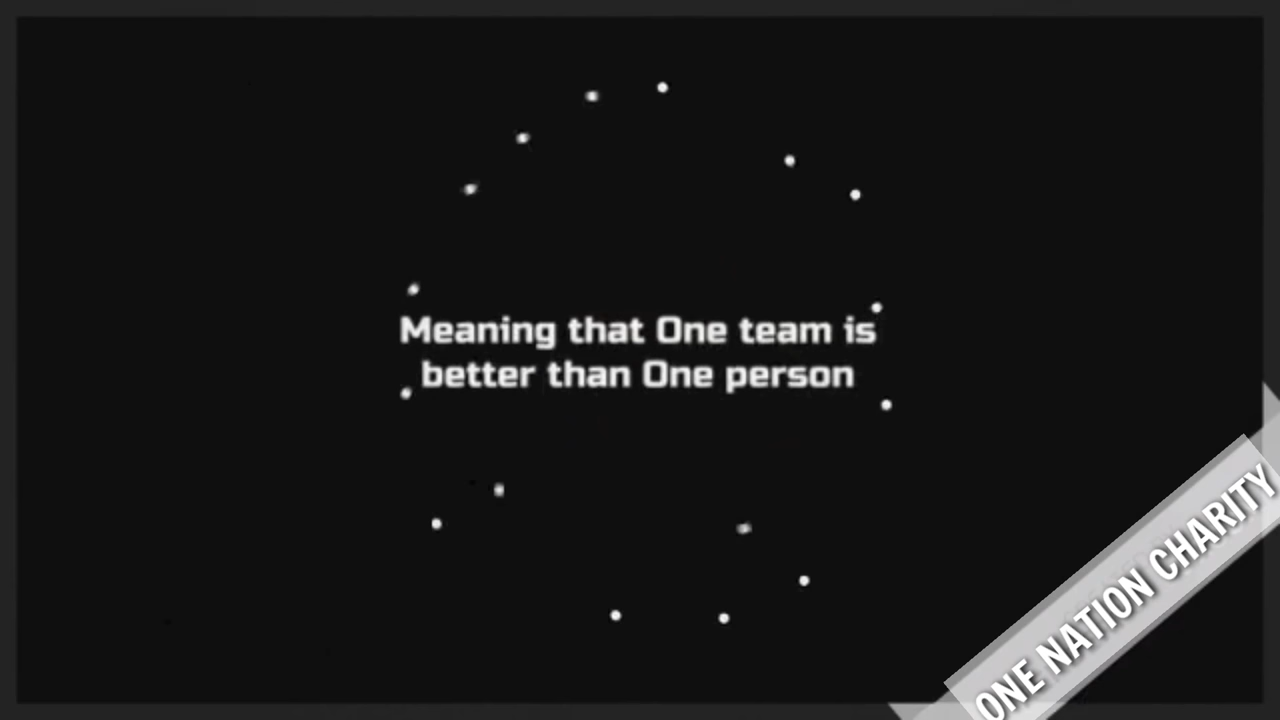 Meaning that One team is
better than One person
ONE NATION CHARITY